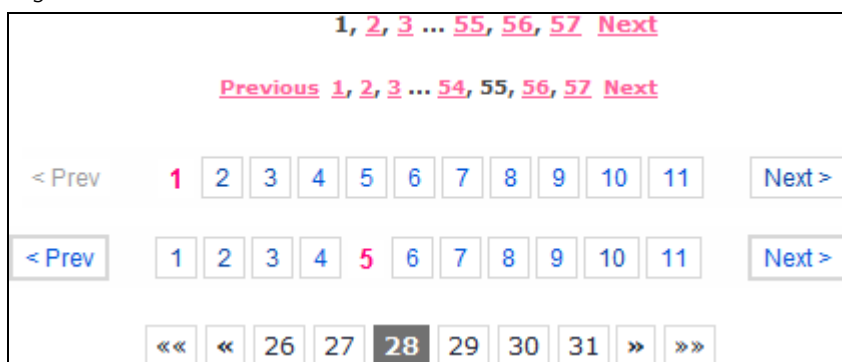 1, 2, 3 ... 55, 56, 57 Next
Previous 1, 2, 3 ... 54, 55, 56, 57 Next
< Prev 1 2 3 4 5 6 7 8 9 10 11 Next >
< Prev 1 2 3 4 5 6 7 8 9 10 11 Next >
«« « 26 27 28 29 30 31 » »»